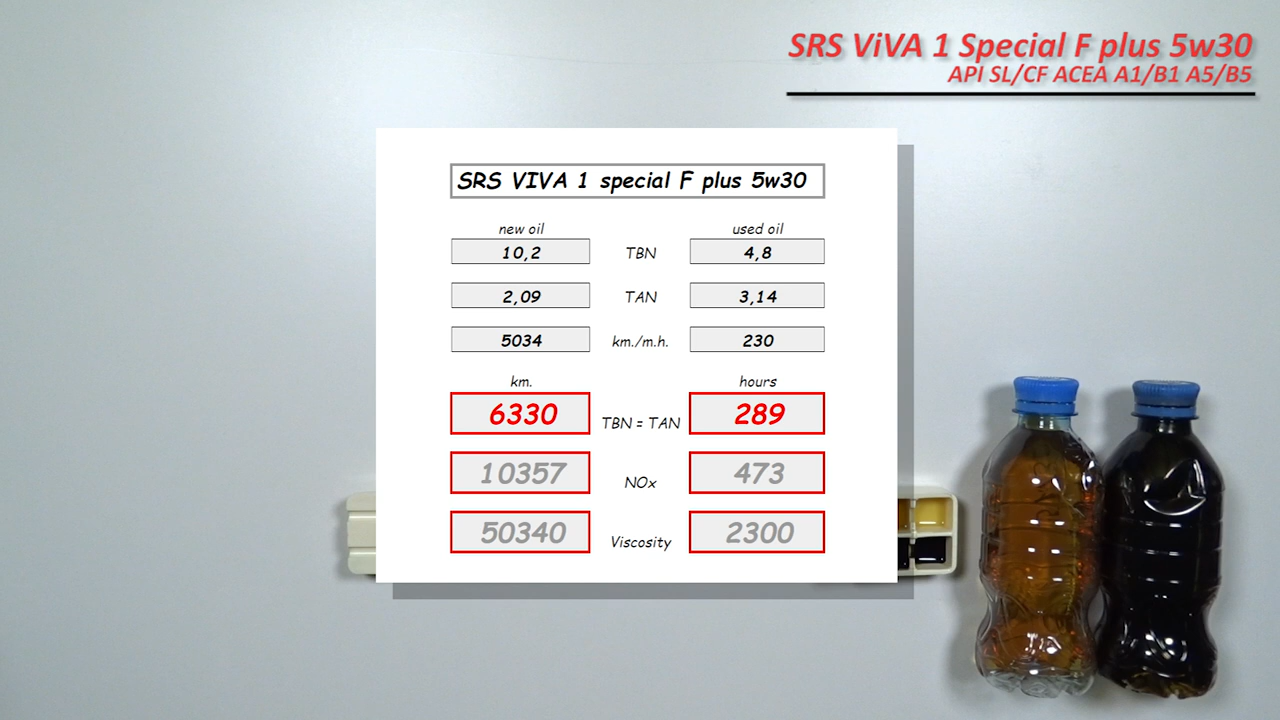 SRS ViVA 1 Special F plus 5w30
API SL/CF ACEA A1/B1 A5/B5
SRS VIVA 1 special F plus 5w30
new oil used oil
10,2 TBN 4,8
2,09 TAN 3,14
5034 km./m.h. 230
km. hours
6330 TBN = TAN 289
10357 NOx 473
50340 Viscosity 2300